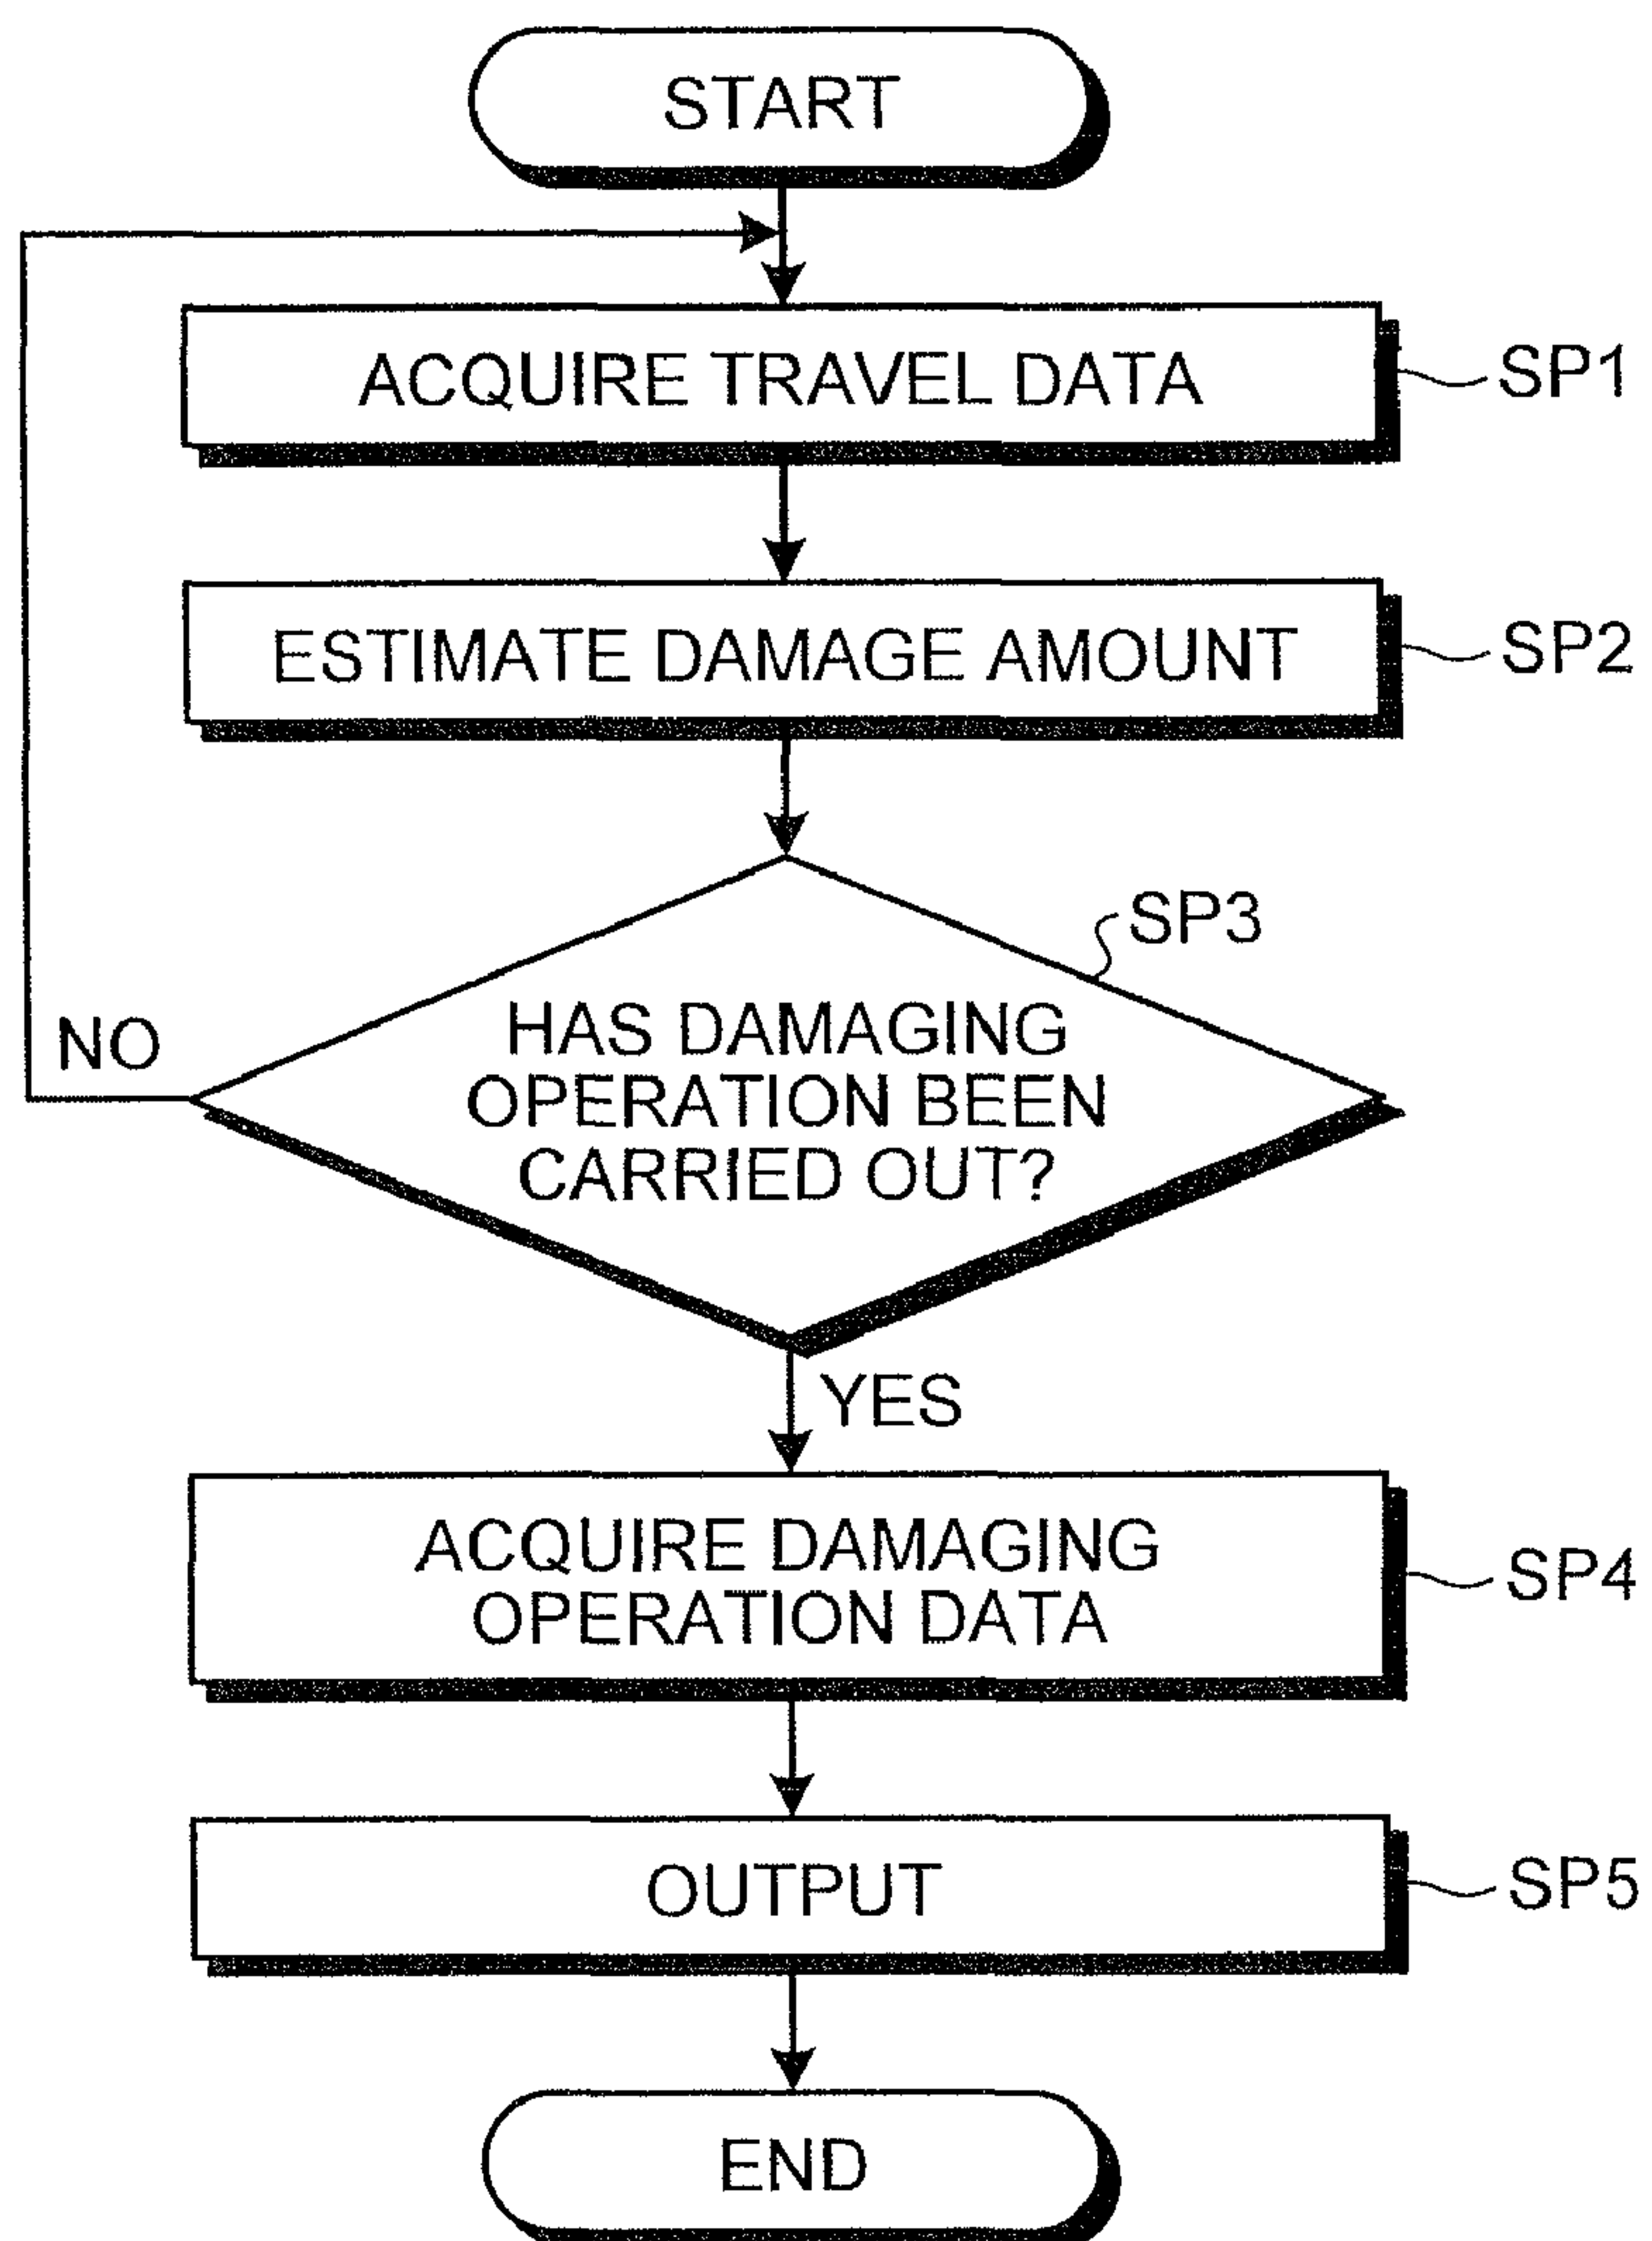 START
ACQUIRE TRAVEL DATA
SP1
ESTIMATE DAMAGE AMOUNT
SP2
SP3
HAS DAMAGING
OPERATION BEEN
CARRIED OUT?
NO
YES
ACQUIRE DAMAGING
OPERATION DATA
SP4
OUTPUT
SP5
END